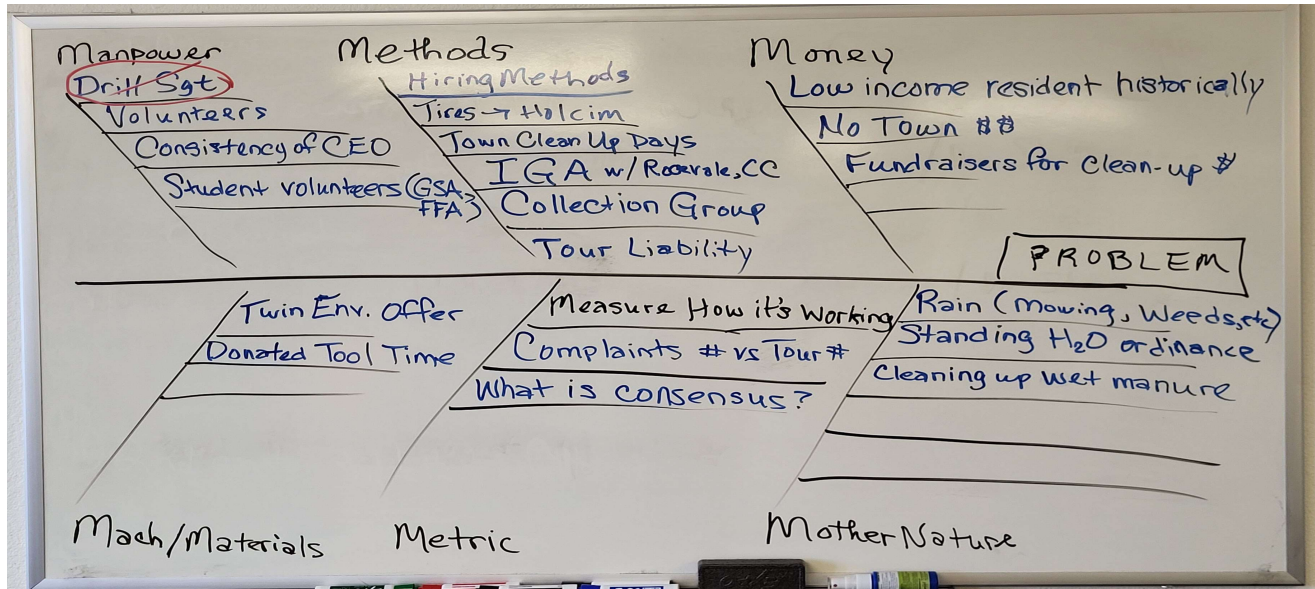 Manpower
Drill Sgt
Volunteers
Consistency of CEO
Student volunteers (GSA,
FFA)
Methods
Hiring Methods
Tires → Holcim
Town Clean Up Days
IGA w/ Rockvale, CC
Collection Group
Tour Liability
Money
Low income resident historically
No Town $$
Fundraisers for Clean-up $
PROBLEM
Twin Env. Offer
Donated Tool Time
Mach/Materials
Measure How it's Working
Complaints # vs Tour #
What is consensus?
Metric
Rain (Mowing, Weeds, etc)
Standing H₂O ordinance
Cleaning up wet manure
Mother Nature